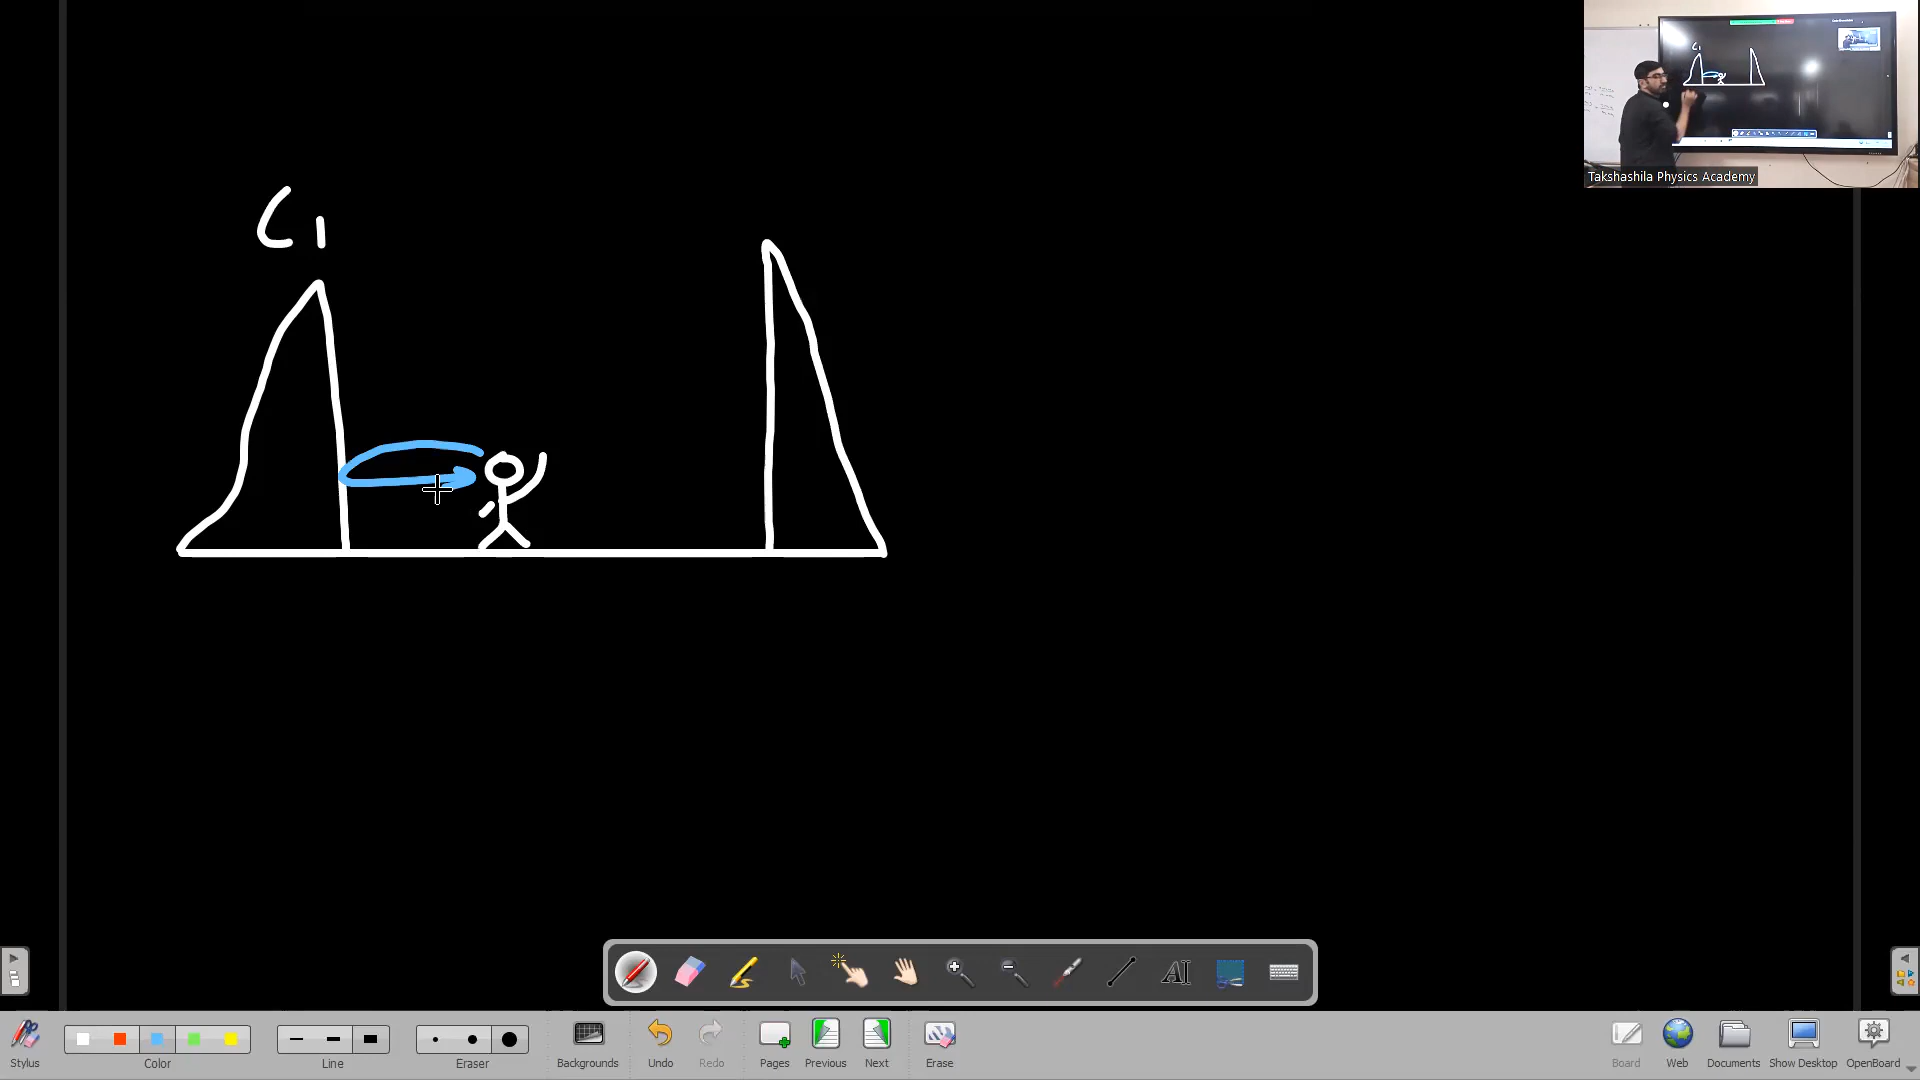 C1
Takshashila Physics Academy
Stylus
Color
Line
Eraser
Backgrounds
Undo
Redo
Pages
Previous
Next
Erase
Board
Web
Documents
Show Desktop
OpenBoard